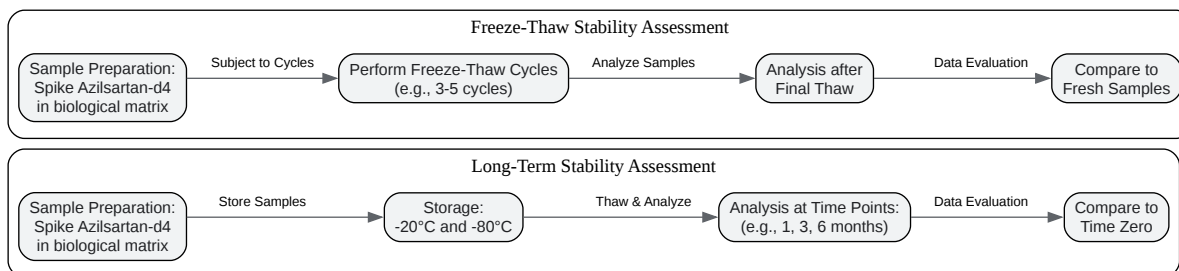 Freeze-Thaw Stability Assessment
Sample Preparation:
Spike Azilsartan-d4
in biological matrix
Subject to Cycles
Perform Freeze-Thaw Cycles
(e.g., 3-5 cycles)
Analyze Samples
Analysis after
Final Thaw
Data Evaluation
Compare to
Fresh Samples
Long-Term Stability Assessment
Sample Preparation:
Spike Azilsartan-d4
in biological matrix
Store Samples
Storage:
-20°C and -80°C
Thaw & Analyze
Analysis at Time Points:
(e.g., 1, 3, 6 months)
Data Evaluation
Compare to
Time Zero